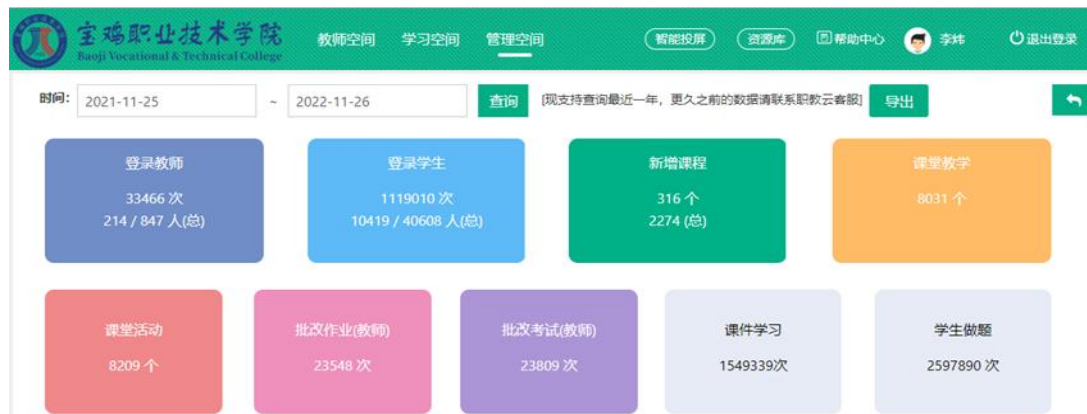 宝鸡职业技术学院
Baoji Vocational & Technical College
教师空间 学习空间 管理空间 智能投屏 资源库 帮助中心 李炜 退出登录
时间: 2021-11-25 ~ 2022-11-26 查询 [现支持查询最近一年，更久之前的数据请联系职教云客服] 导出
登录教师 登录学生 新增课程 课堂教学
33466 次 1119010 次 316 个 8031 个
214 / 847 人(总) 10419 / 40608 人(总) 2274 (总)
课堂活动 批改作业(教师) 批改考试(教师) 课件学习 学生做题
8209 个 23548 次 23809 次 1549339次 2597890 次